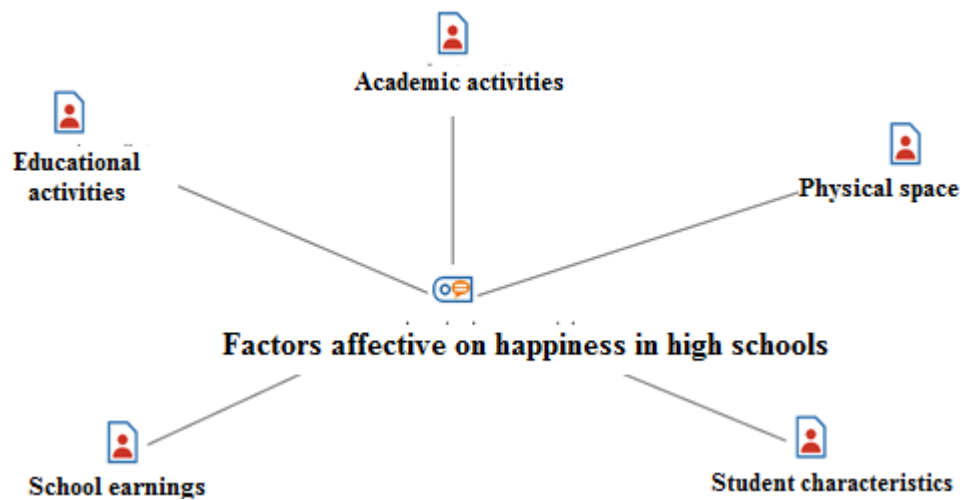 Academic activities
Educational
activities
Physical space
Factors affective on happiness in high schools
School earnings
Student characteristics